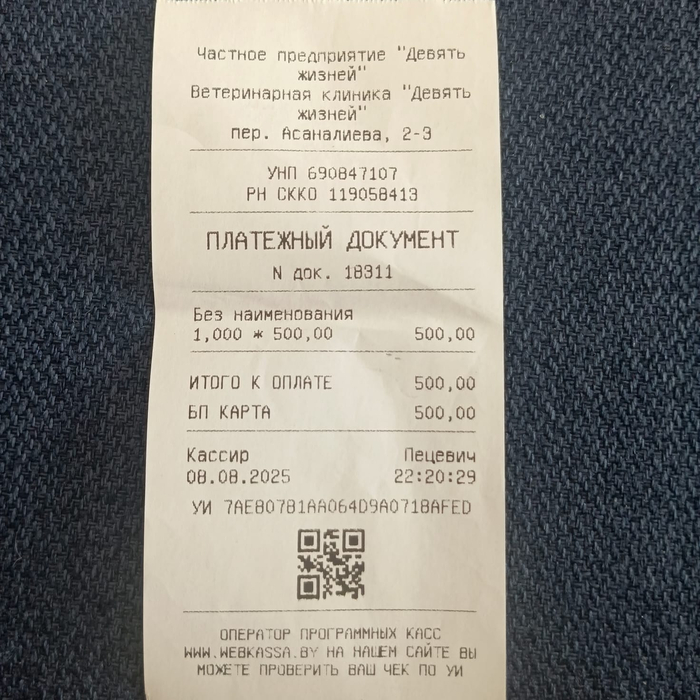 Частное предприятие "Девять
жизней"
Ветеринарная клиника "Девять
жизней"
пер. Асаналиева, 2-3
УНП 690847107
РН СККО 119058413
ПЛАТЕЖНЫЙ ДОКУМЕНТ
N док. 18311
Без наименования
1,000 * 500,00 500,00
ИТОГО К ОПЛАТЕ 500,00
БП КАРТА 500,00
Кассир Пецевич
08.08.2025 22:20:29
УИ 7AE80781AA064D9A0718AFED
ОПЕРАТОР ПРОГРАММНЫХ КАСС
WWW.WEBKASSA.BY НА НАШЕМ САЙТЕ ВЫ
МОЖЕТЕ ПРОВЕРИТЬ ВАШ ЧЕК ПО УИ